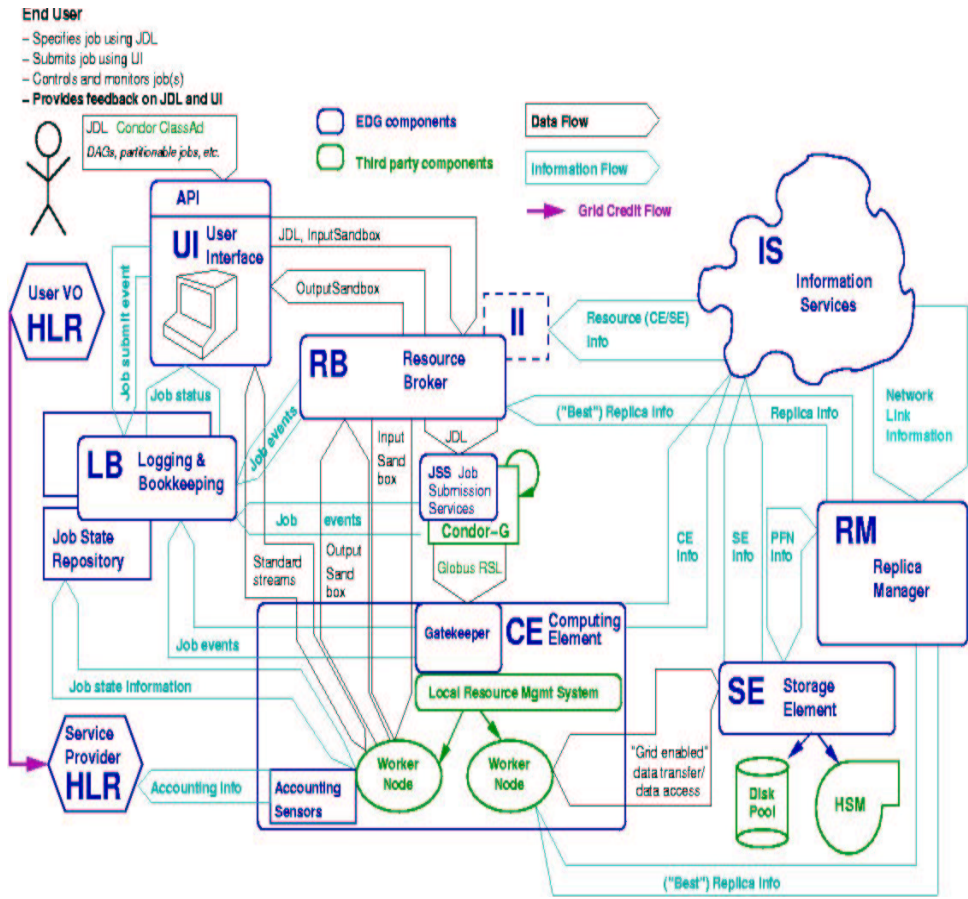 End User
– Specifies job using JDL
– Submits job using UI
– Controls and monitors job(s)
– Provides feedback on JDL and UI
JDL Condor ClassAd
DAGs, partitionable jobs, etc.
EDG components
Third party components
Data Flow
Information Flow
Grid Credit Flow
API
UI User
Interface
JDL, InputSandbox
OutputSandbox
User VO
HLR
Job submit event
Job status
IS
Information
Services
II
Resource (CE/SE)
Info
RB Resource
Broker
("Best") Replica Info
Replica Info
Network
Link
Information
Job events
LB Logging &
Bookkeeping
Input
Sand
box
JDL
JSS Job
Submission
Services
Condor–G
Job events
Job State
Repository
Standard
streams
Output
Sand
box
Globus RSL
CE
Info
SE
Info
PFN
Info
RM
Replica
Manager
Gatekeeper
CE Computing
Element
Job events
Job state Information
Local Resource Mgmt System
SE Storage
Element
Service
Provider
HLR
Accounting Info
Accounting
Sensors
Worker
Node
Worker
Node
"Grid enabled"
data transfer/
data access
Disk
Pool
HSM
("Best") Replica Info